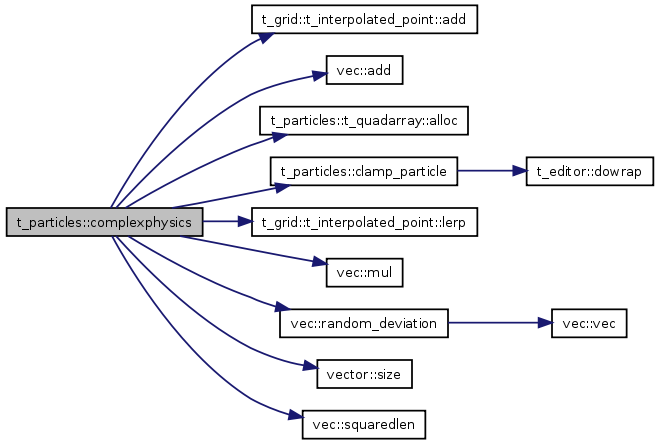 t_grid::t_interpolated_point::add
vec::add
t_particles::t_quadarray::alloc
t_particles::clamp_particle
t_editor::dowrap
t_particles::complexphysics
t_grid::t_interpolated_point::lerp
vec::mul
vec::random_deviation
vec::vec
vector::size
vec::squaredlen